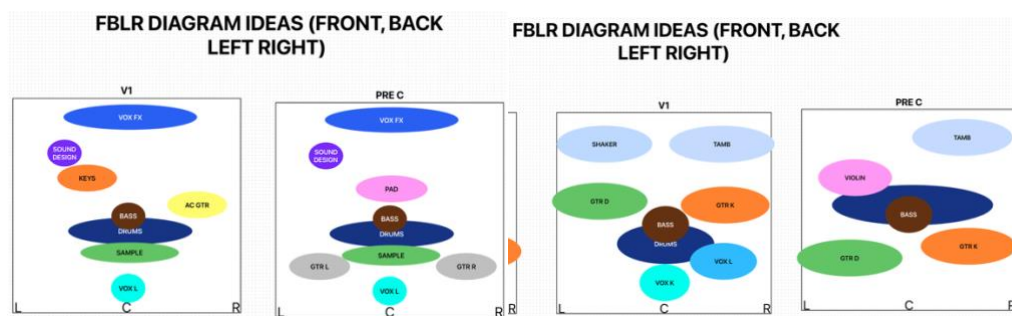 FBLR DIAGRAM IDEAS (FRONT, BACK
LEFT RIGHT)
V1
VOX FX
SOUND
DESIGN
KEYS
AC GTR
BASS
DRUMS
SAMPLE
VOX L
L
C
R
PRE C
VOX FX
SOUND
DESIGN
PAD
BASS
DRUMS
SAMPLE
GTR L
GTR R
VOX L
L
C
R
FBLR DIAGRAM IDEAS (FRONT, BACK
LEFT RIGHT)
R
V1
SHAKER
TAMB
GTR D
GTR K
BASS
DRUMS
VOX L
VOX K
L
C
R
PRE C
TAMB
VIOLIN
BASS
GTR D
GTR K
L
C
R